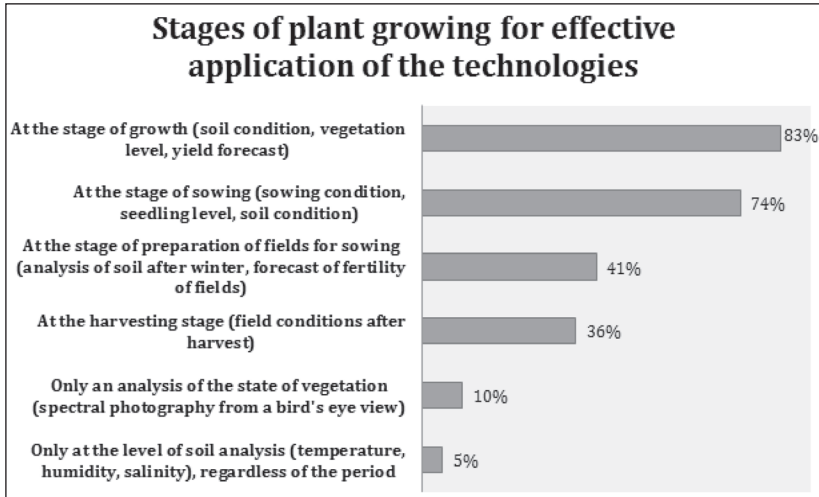 Stages of plant growing for effective
application of the technologies
At the stage of growth (soil condition, vegetation
level, yield forecast)
83%
At the stage of sowing (sowing condition,
seedling level, soil condition)
74%
At the stage of preparation of fields for sowing
(analysis of soil after winter, forecast of fertility
of fields)
41%
At the harvesting stage (field conditions after
harvest)
36%
Only an analysis of the state of vegetation
(spectral photography from a bird's eye view)
10%
Only at the level of soil analysis (temperature,
humidity, salinity), regardless of the period
5%